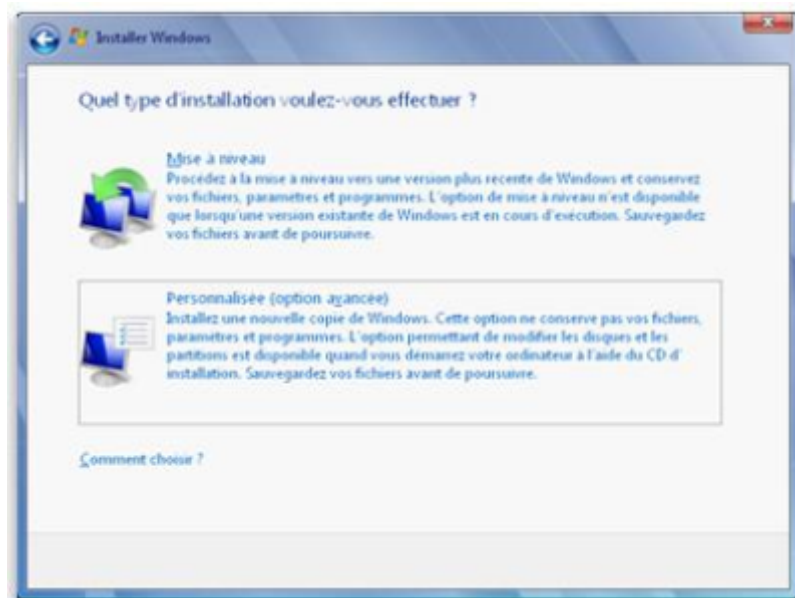 Installer Windows
Quel type d'installation voulez-vous effectuer ?
Mise à niveau
Procédez à la mise à niveau vers une version plus recente de Windows et conservez
vos fichiers, paramètres et programmes. L'option de mise à niveau n'est disponible
que lorsqu'une version existante de Windows est en cours d'exécution. Sauvegardez
vos fichiers avant de poursuivre.
Personnalisée (option avancée)
Installez une nouvelle copie de Windows. Cette option ne conserve pas vos fichiers,
paramètres et programmes. L'option permettant de modifier les disques et les
partitions est disponible quand vous démarrez votre ordinateur à l'aide du CD d'
installation. Sauvegardez vos fichiers avant de poursuivre.
Comment choisir ?